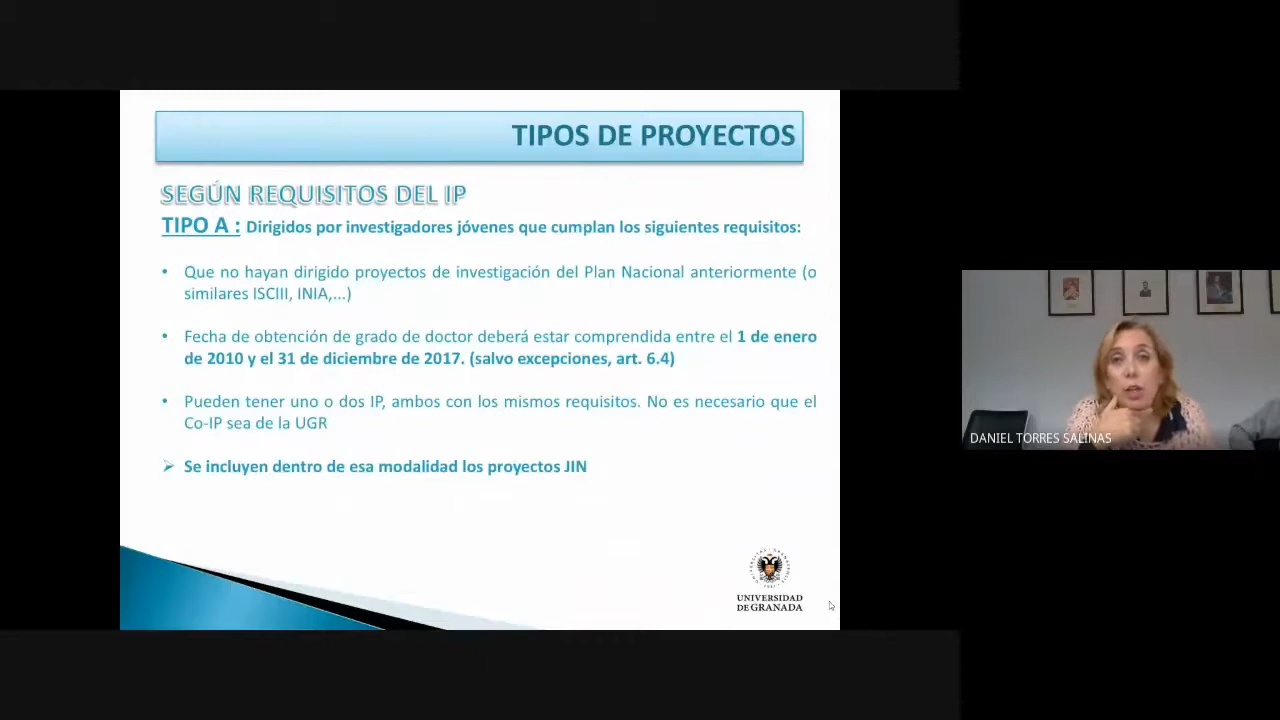 TIPOS DE PROYECTOS
SEGÚN REQUISITOS DEL IP
TIPO A : Dirigidos por investigadores jóvenes que cumplan los siguientes requisitos:
• Que no hayan dirigido proyectos de investigación del Plan Nacional anteriormente (o
similares ISCIII, INIA,...)
• Fecha de obtención de grado de doctor deberá estar comprendida entre el 1 de enero
de 2010 y el 31 de diciembre de 2017. (salvo excepciones, art. 6.4)
• Pueden tener uno o dos IP, ambos con los mismos requisitos. No es necesario que el
Co-IP sea de la UGR
➢ Se incluyen dentro de esa modalidad los proyectos JIN
UNIVERSIDAD
DE GRANADA
DANIEL TORRES SALINAS